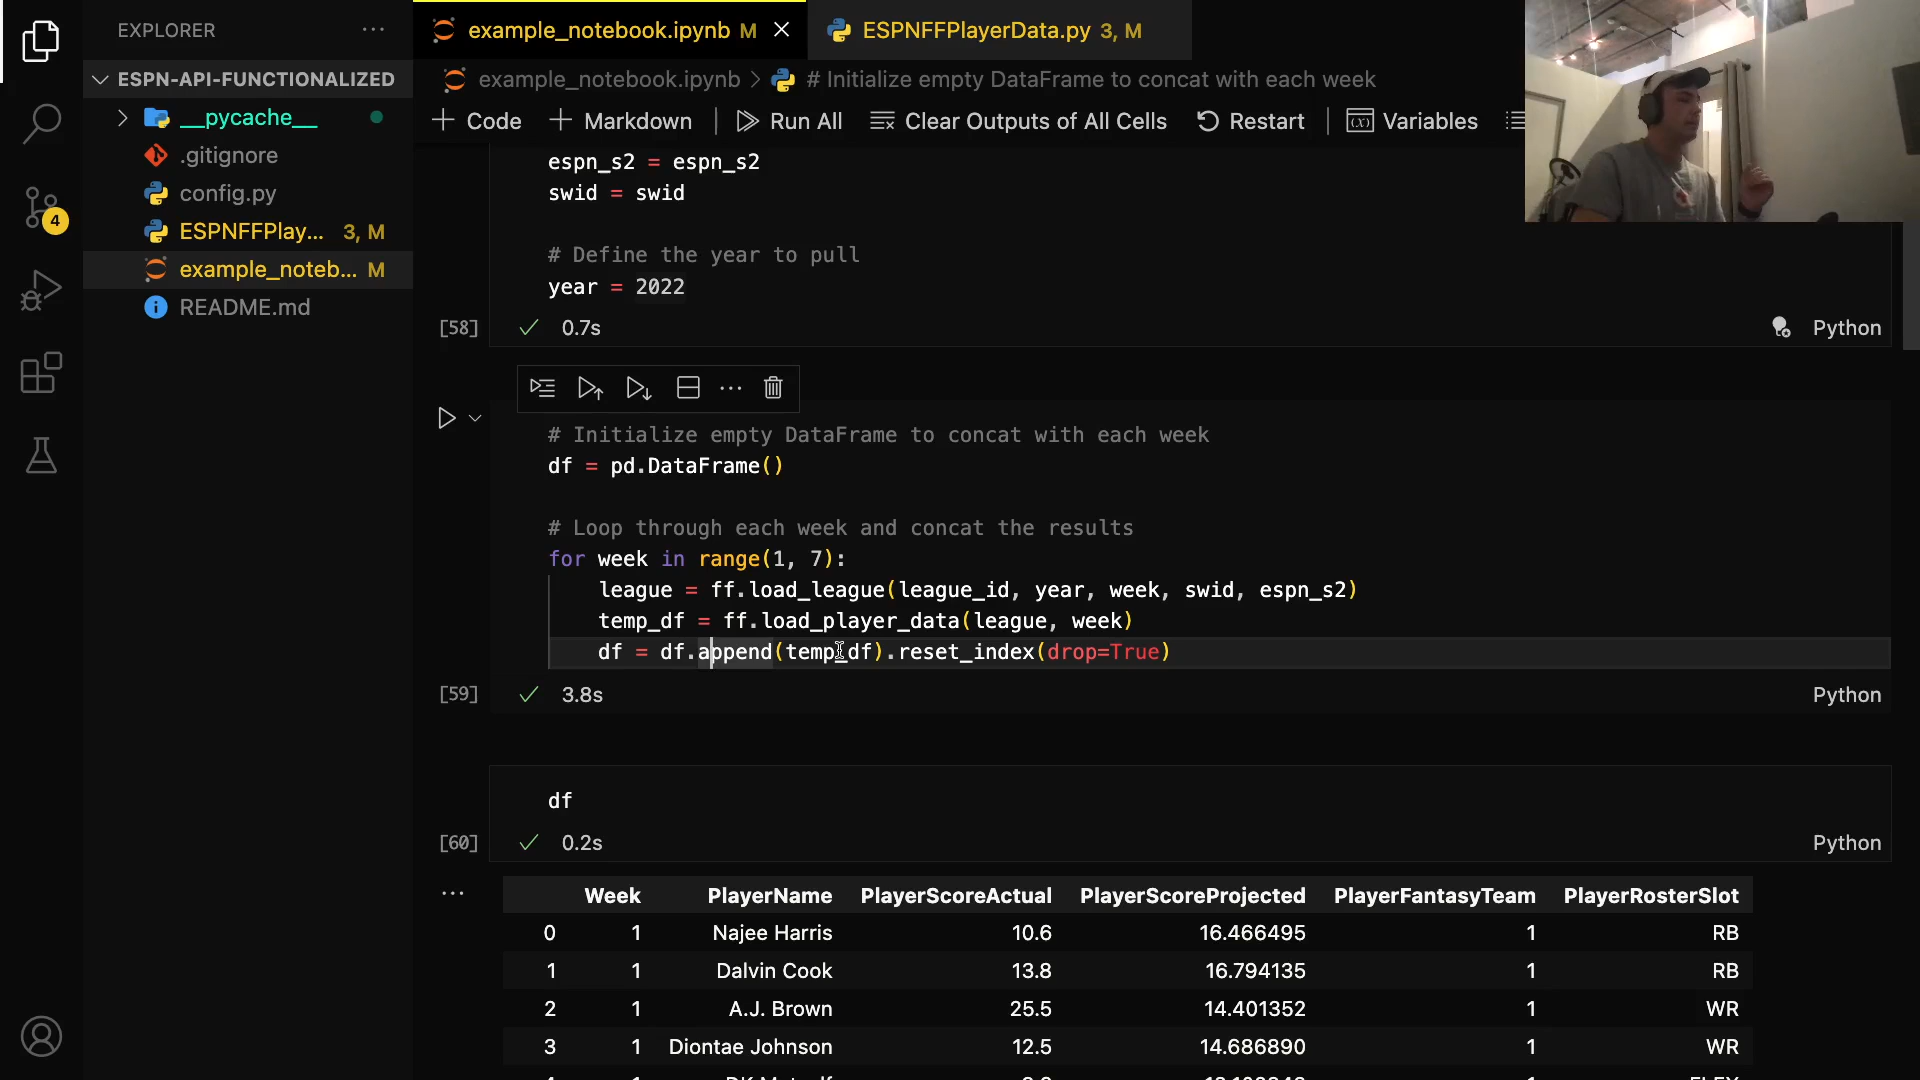 EXPLORER
ESPN-API-FUNCTIONALIZED
__pycache__
.gitignore
config.py
ESPNFFPlay... 3, M
example_noteb... M
README.md
4
example_notebook.ipynb M
ESPNFFPlayerData.py 3, M
example_notebook.ipynb > # Initialize empty DataFrame to concat with each week
+ Code + Markdown Run All Clear Outputs of All Cells Restart Variables
espn_s2 = espn_s2
swid = swid
# Define the year to pull
year = 2022
[58] 0.7s Python
# Initialize empty DataFrame to concat with each week
df = pd.DataFrame()
# Loop through each week and concat the results
for week in range(1, 7):
league = ff.load_league(league_id, year, week, swid, espn_s2)
temp_df = ff.load_player_data(league, week)
df = df.append(temp_df).reset_index(drop=True)
[59] 3.8s Python
df
[60] 0.2s Python
Week PlayerName PlayerScoreActual PlayerScoreProjected PlayerFantasyTeam PlayerRosterSlot
0 1 Najee Harris 10.6 16.466495 1 RB
1 1 Dalvin Cook 13.8 16.794135 1 RB
2 1 A.J. Brown 25.5 14.401352 1 WR
3 1 Diontae Johnson 12.5 14.686890 1 WR